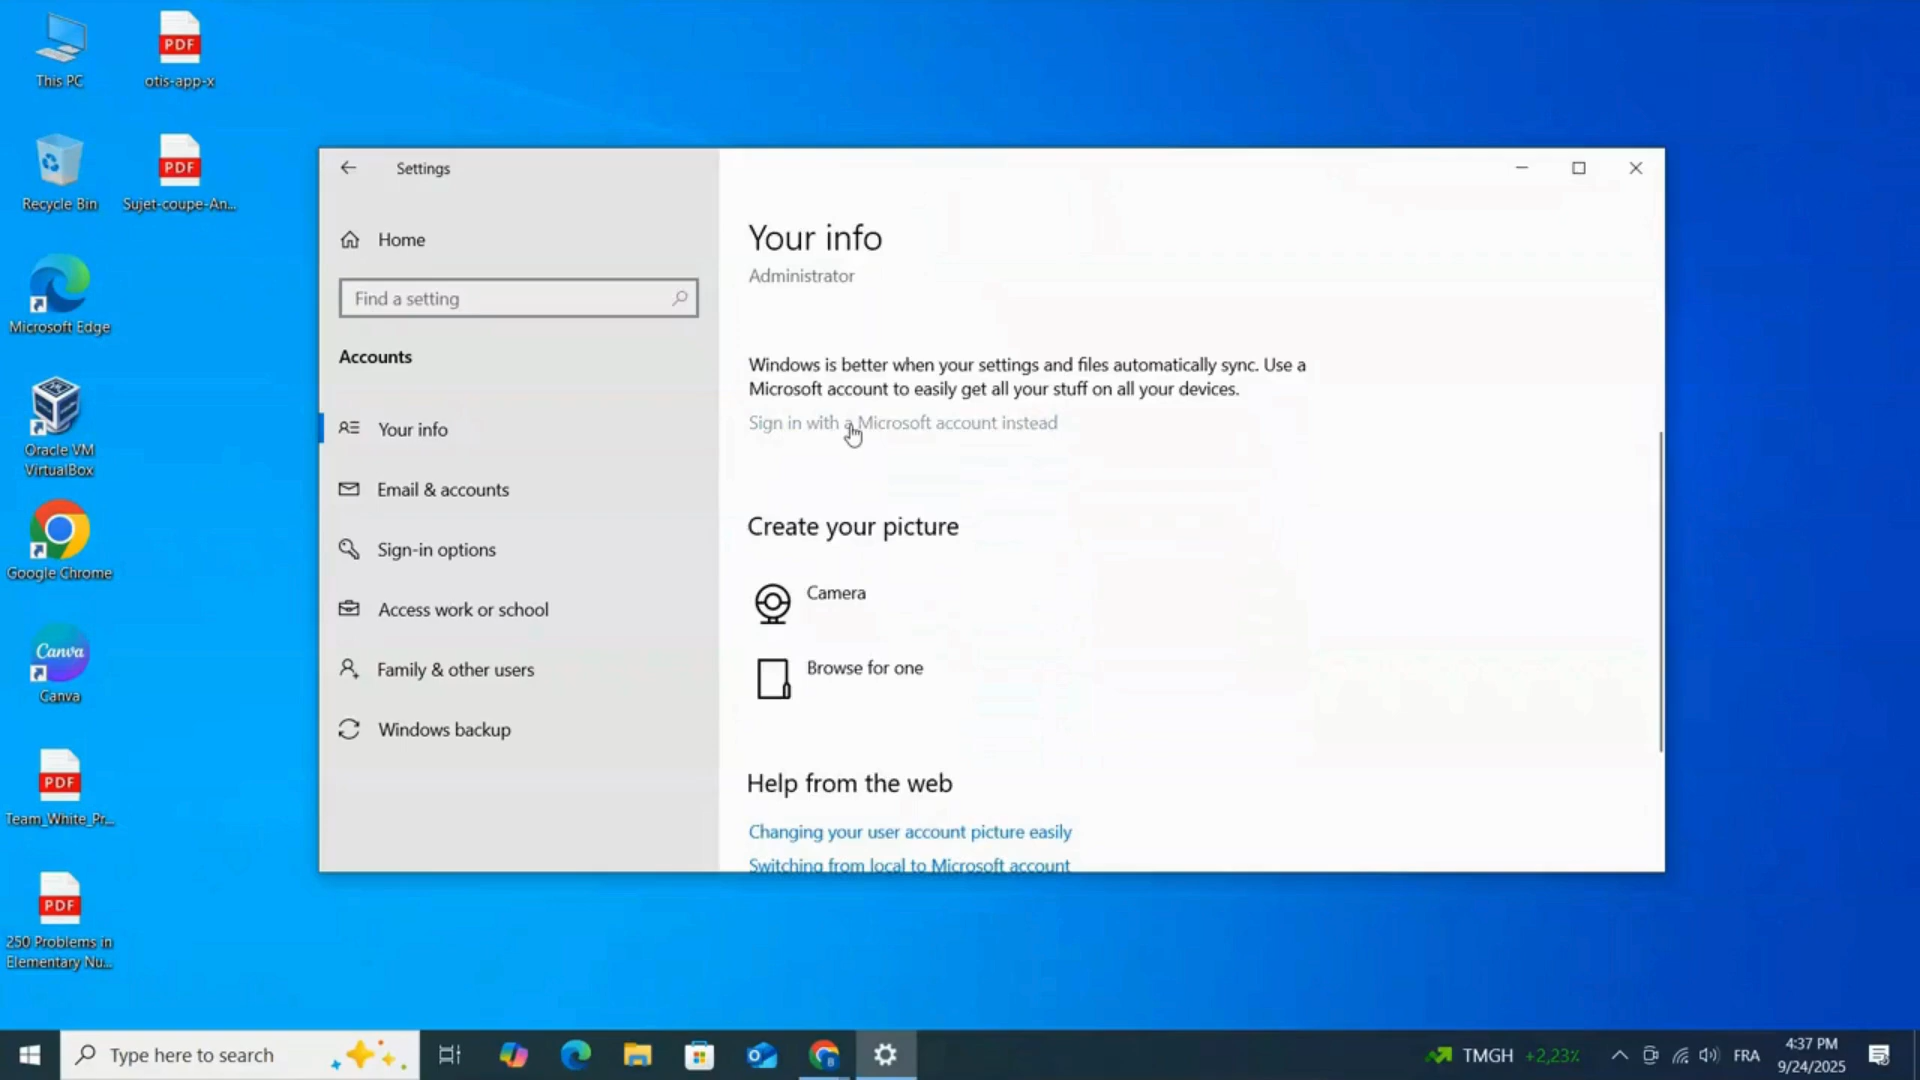 This PC
PDF
otis-app-x
Recycle Bin
PDF
Sujet-coupe-An...
Microsoft Edge
Oracle VM
VirtualBox
Google Chrome
Canva
Canva
PDF
Team_White_Pr...
PDF
250 Problems in
Elementary Nu...
Settings
Home
Find a setting
Accounts
Your info
Email & accounts
Sign-in options
Access work or school
Family & other users
Windows backup
Your info
Administrator
Windows is better when your settings and files automatically sync. Use a
Microsoft account to easily get all your stuff on all your devices.
Sign in with a Microsoft account instead
Create your picture
Camera
Browse for one
Help from the web
Changing your user account picture easily
Switching from local to Microsoft account
Type here to search
TMGH +2,23%
FRA
4:37 PM
9/24/2025